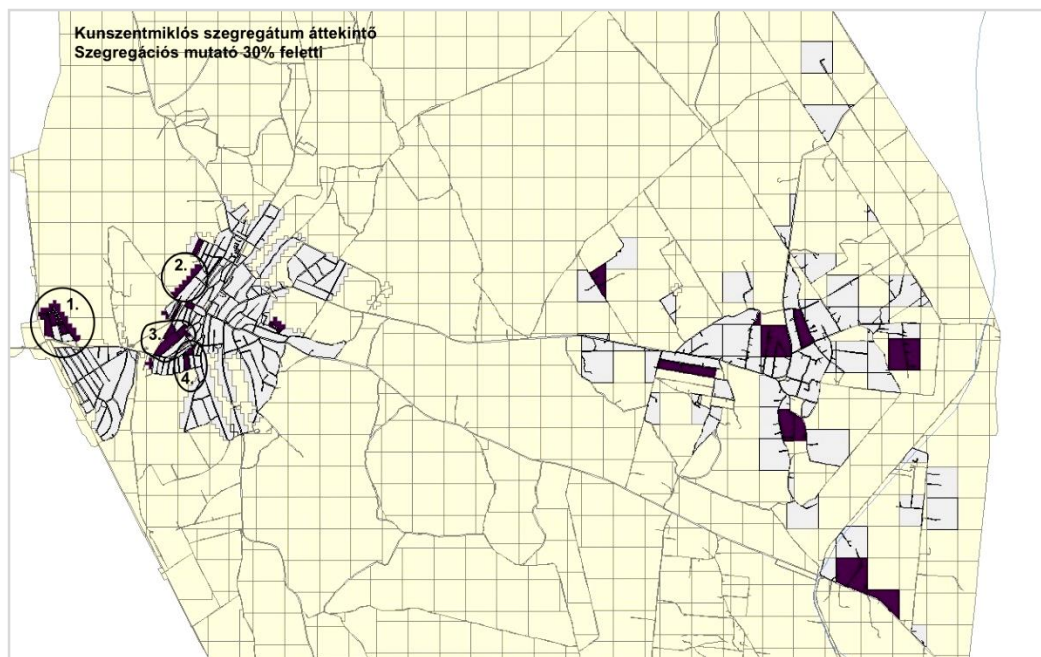 Kunszentmiklós szegregátum áttekintő
Szegregációs mutató 30% feletti
1.
2.
3.
4.